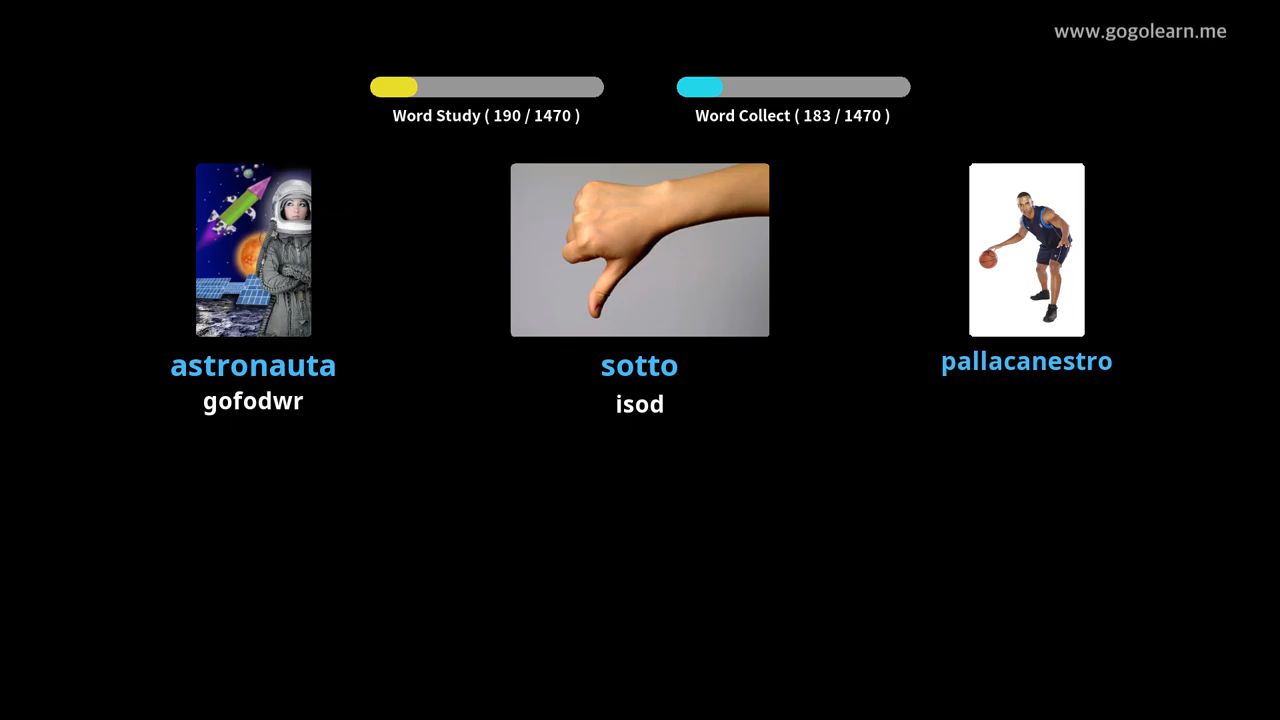 www.gogolearn.me
Word Study ( 190 / 1470 )
Word Collect ( 183 / 1470 )
astronauta
gofodwr
sotto
isod
pallacanestro